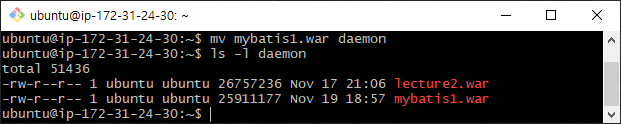 ubuntu@ip-172-31-24-30: ~
ubuntu@ip-172-31-24-30:~$ mv mybatis1.war daemon
ubuntu@ip-172-31-24-30:~$ ls -l daemon
total 51436
-rw-r--r-- 1 ubuntu ubuntu 26757236 Nov 17 21:06 lecture2.war
-rw-r--r-- 1 ubuntu ubuntu 25911177 Nov 19 18:57 mybatis1.war
ubuntu@ip-172-31-24-30:~$